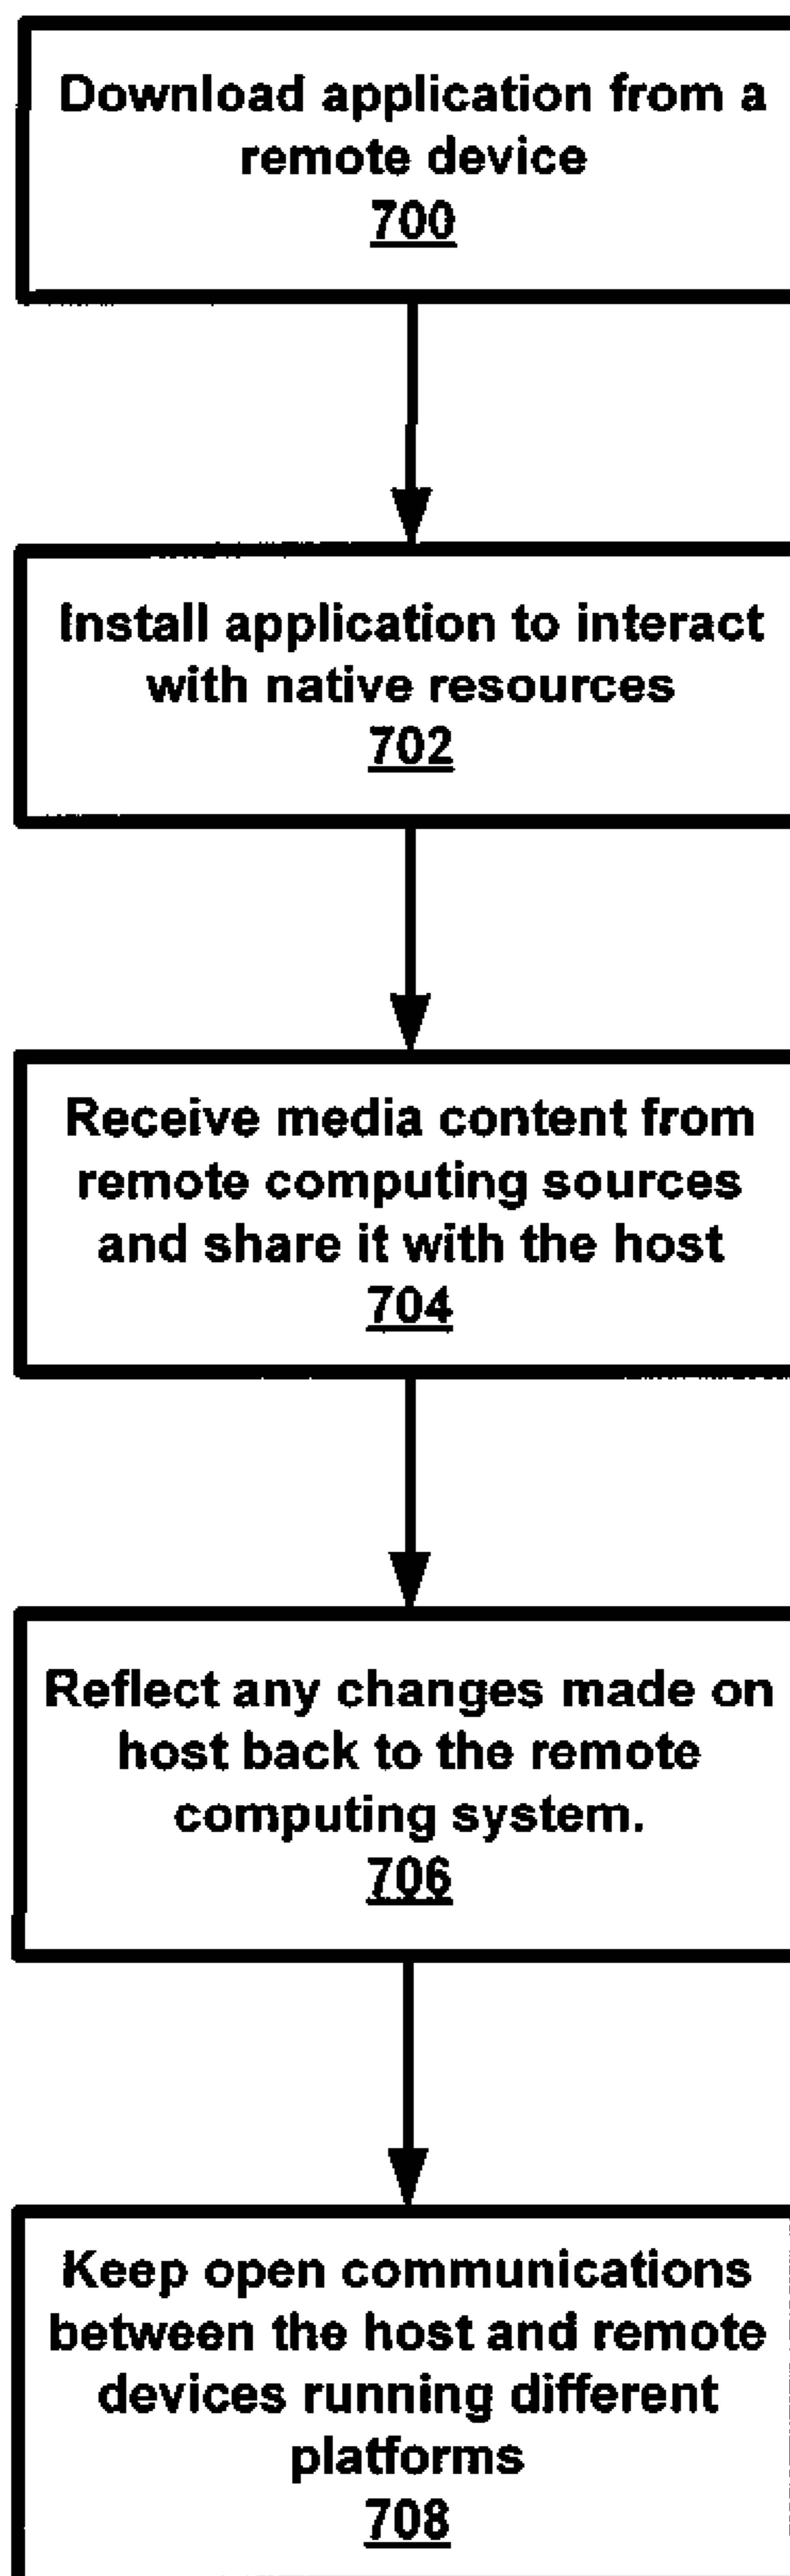 Download application from a
remote device
700
Install application to interact
with native resources
702
Receive media content from
remote computing sources
and share it with the host
704
Reflect any changes made on
host back to the remote
computing system.
706
Keep open communications
between the host and remote
devices running different
platforms
708